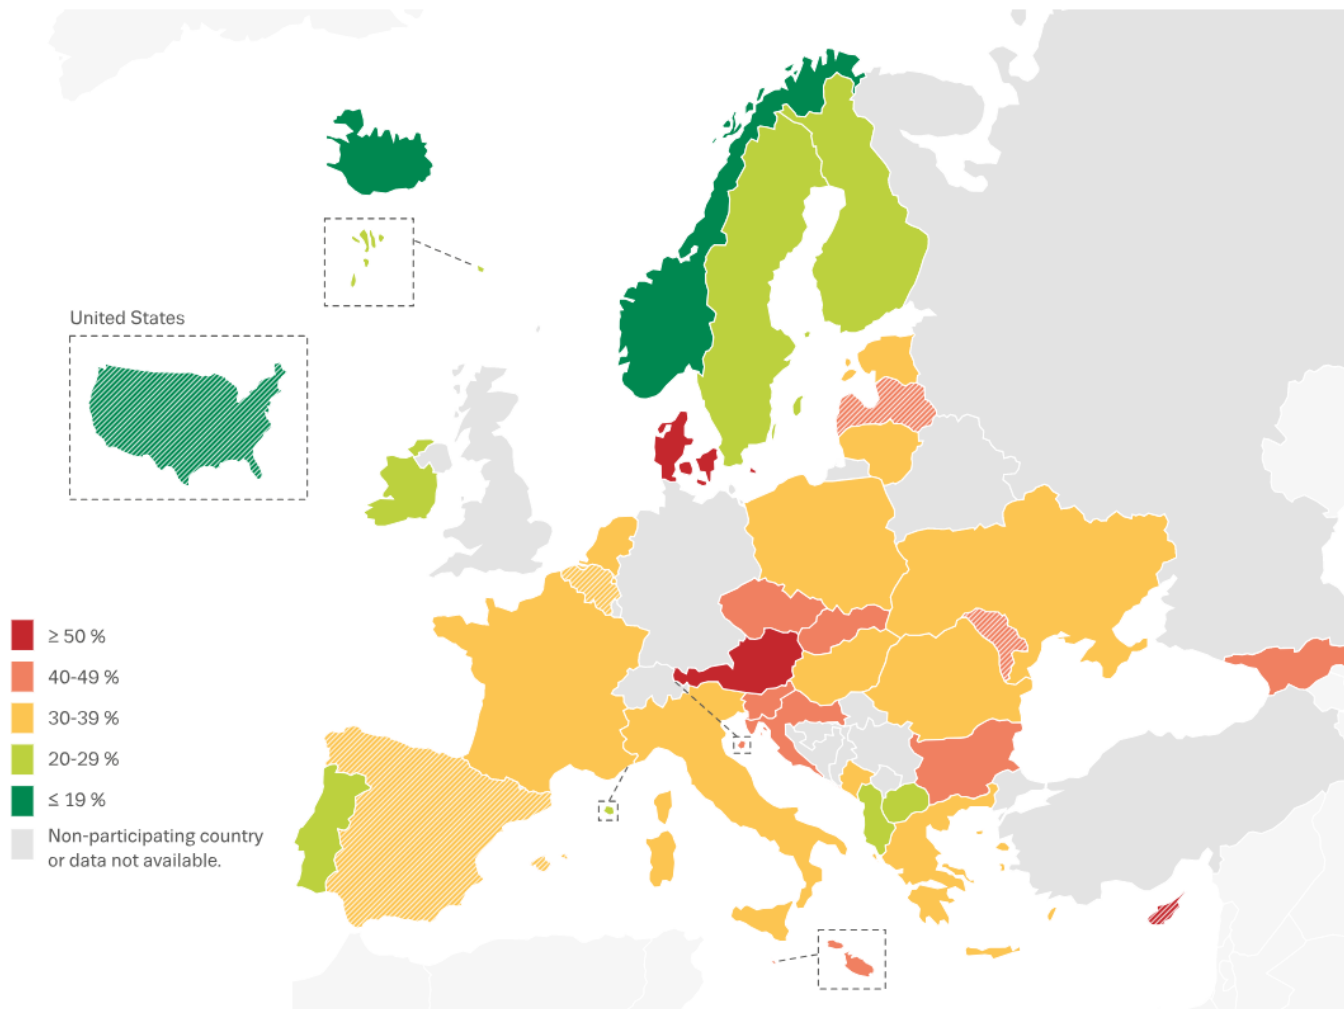 United States
≥ 50 %
40-49 %
30-39 %
20-29 %
≤ 19 %
Non-participating country
or data not available.